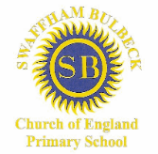 SWAFFHAM BULBECK
SB
Church of England
Primary School